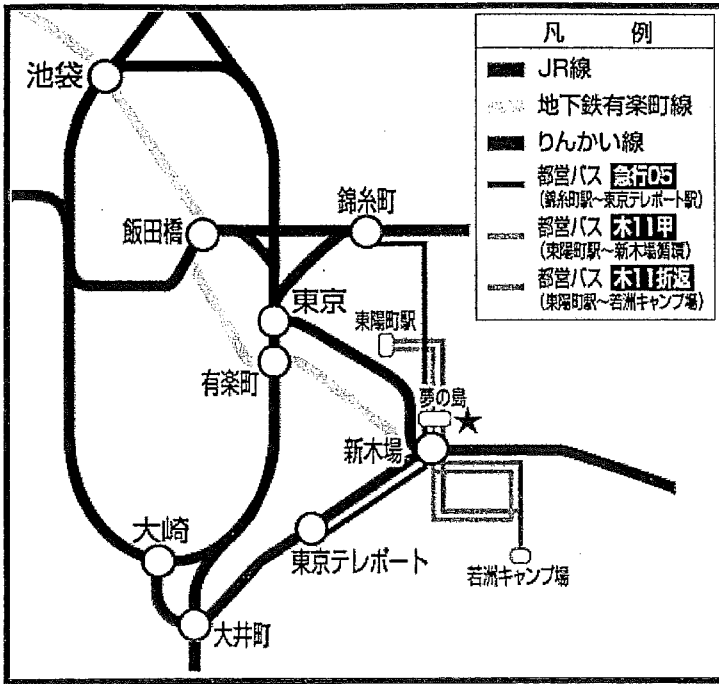 凡例
JR線
地下鉄有楽町線
りんかい線
都営バス 急行05
(錦糸町駅～東京テレポート駅)
都営バス 木11甲
(東陽町駅～新木場循環)
都営バス 木11折返
(東陽町駅～若洲キャンプ場)
池袋
飯田橋
錦糸町
東京
東陽町駅
有楽町
夢の島
★
新木場
大崎
東京テレポート
若洲キャンプ場
大井町